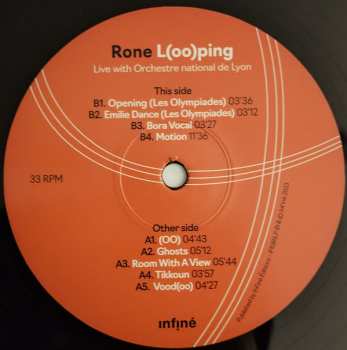 Rone L(oo)ping
Live with Orchestre national de Lyon
This side
B1. Opening (Les Olympiades) 03'36
B2. Emilie Dance (Les Olympiades) 03'12
B3. Bora Vocal 03'27
B4. Motion 11'36
33 RPM
Other side
A1. (OO) 04'43
A2. Ghosts 05'12
A3. Room With A View 05'44
A4. Tikkoun 03'57
A5. Vood(oo) 04'27
infiné